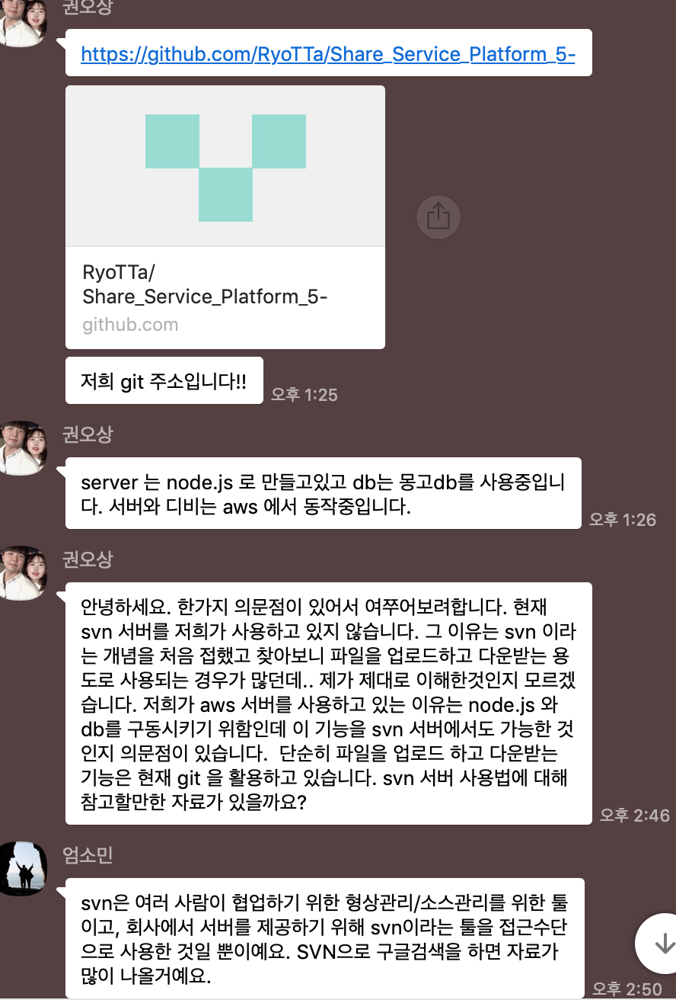 권오상
https://github.com/RyoTTa/Share_Service_Platform_5-
RyoTTa/
Share_Service_Platform_5-
github.com
저희 git 주소입니다!!
오후 1:25
권오상
server 는 node.js 로 만들고있고 db는 몽고db를 사용중입니
다. 서버와 디비는 aws 에서 동작중입니다.
오후 1:26
권오상
안녕하세요. 한가지 의문점이 있어서 여쭈어보려합니다. 현재
svn 서버를 저희가 사용하고 있지 않습니다. 그 이유는 svn 이라
는 개념을 처음 접했고 찾아보니 파일을 업로드하고 다운받는 용
도로 사용되는 경우가 많던데.. 제가 제대로 이해한것인지 모르겠
습니다. 저희가 aws 서버를 사용하고 있는 이유는 node.js 와
db를 구동시키기 위함인데 이 기능을 svn 서버에서도 가능한 것
인지 의문점이 있습니다.  단순히 파일을 업로드 하고 다운받는
기능은 현재 git 을 활용하고 있습니다. svn 서버 사용법에 대해
참고할만한 자료가 있을까요?
오후 2:46
엄소민
svn은 여러 사람이 협업하기 위한 형상관리/소스관리를 위한 툴
이고, 회사에서 서버를 제공하기 위해 svn이라는 툴을 접근수단
으로 사용한 것일 뿐이예요. SVN으로 구글검색을 하면 자료가
많이 나올거예요.
오후 2:50